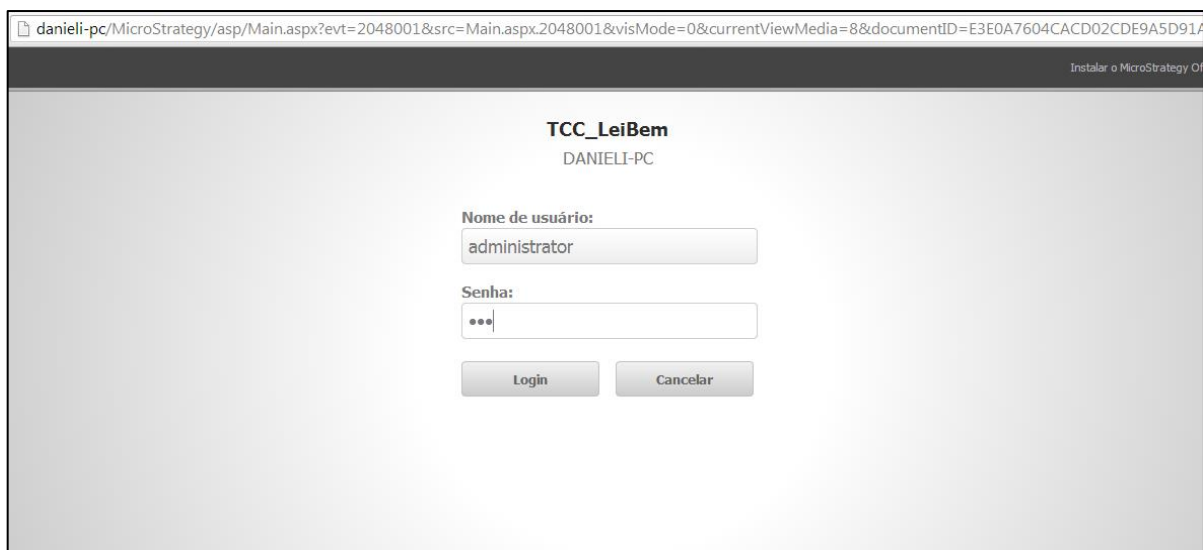 danieli-pc/MicroStrategy/asp/Main.aspx?evt=2048001&src=Main.aspx.2048001&visMode=0&currentViewMedia=8&documentID=E3E0A7604CACD02CDE9A5D91A
Instalar o MicroStrategy Of
TCC_LeiBem
DANIELI-PC
Nome de usuário:
administrator
Senha:
•••
Login Cancelar